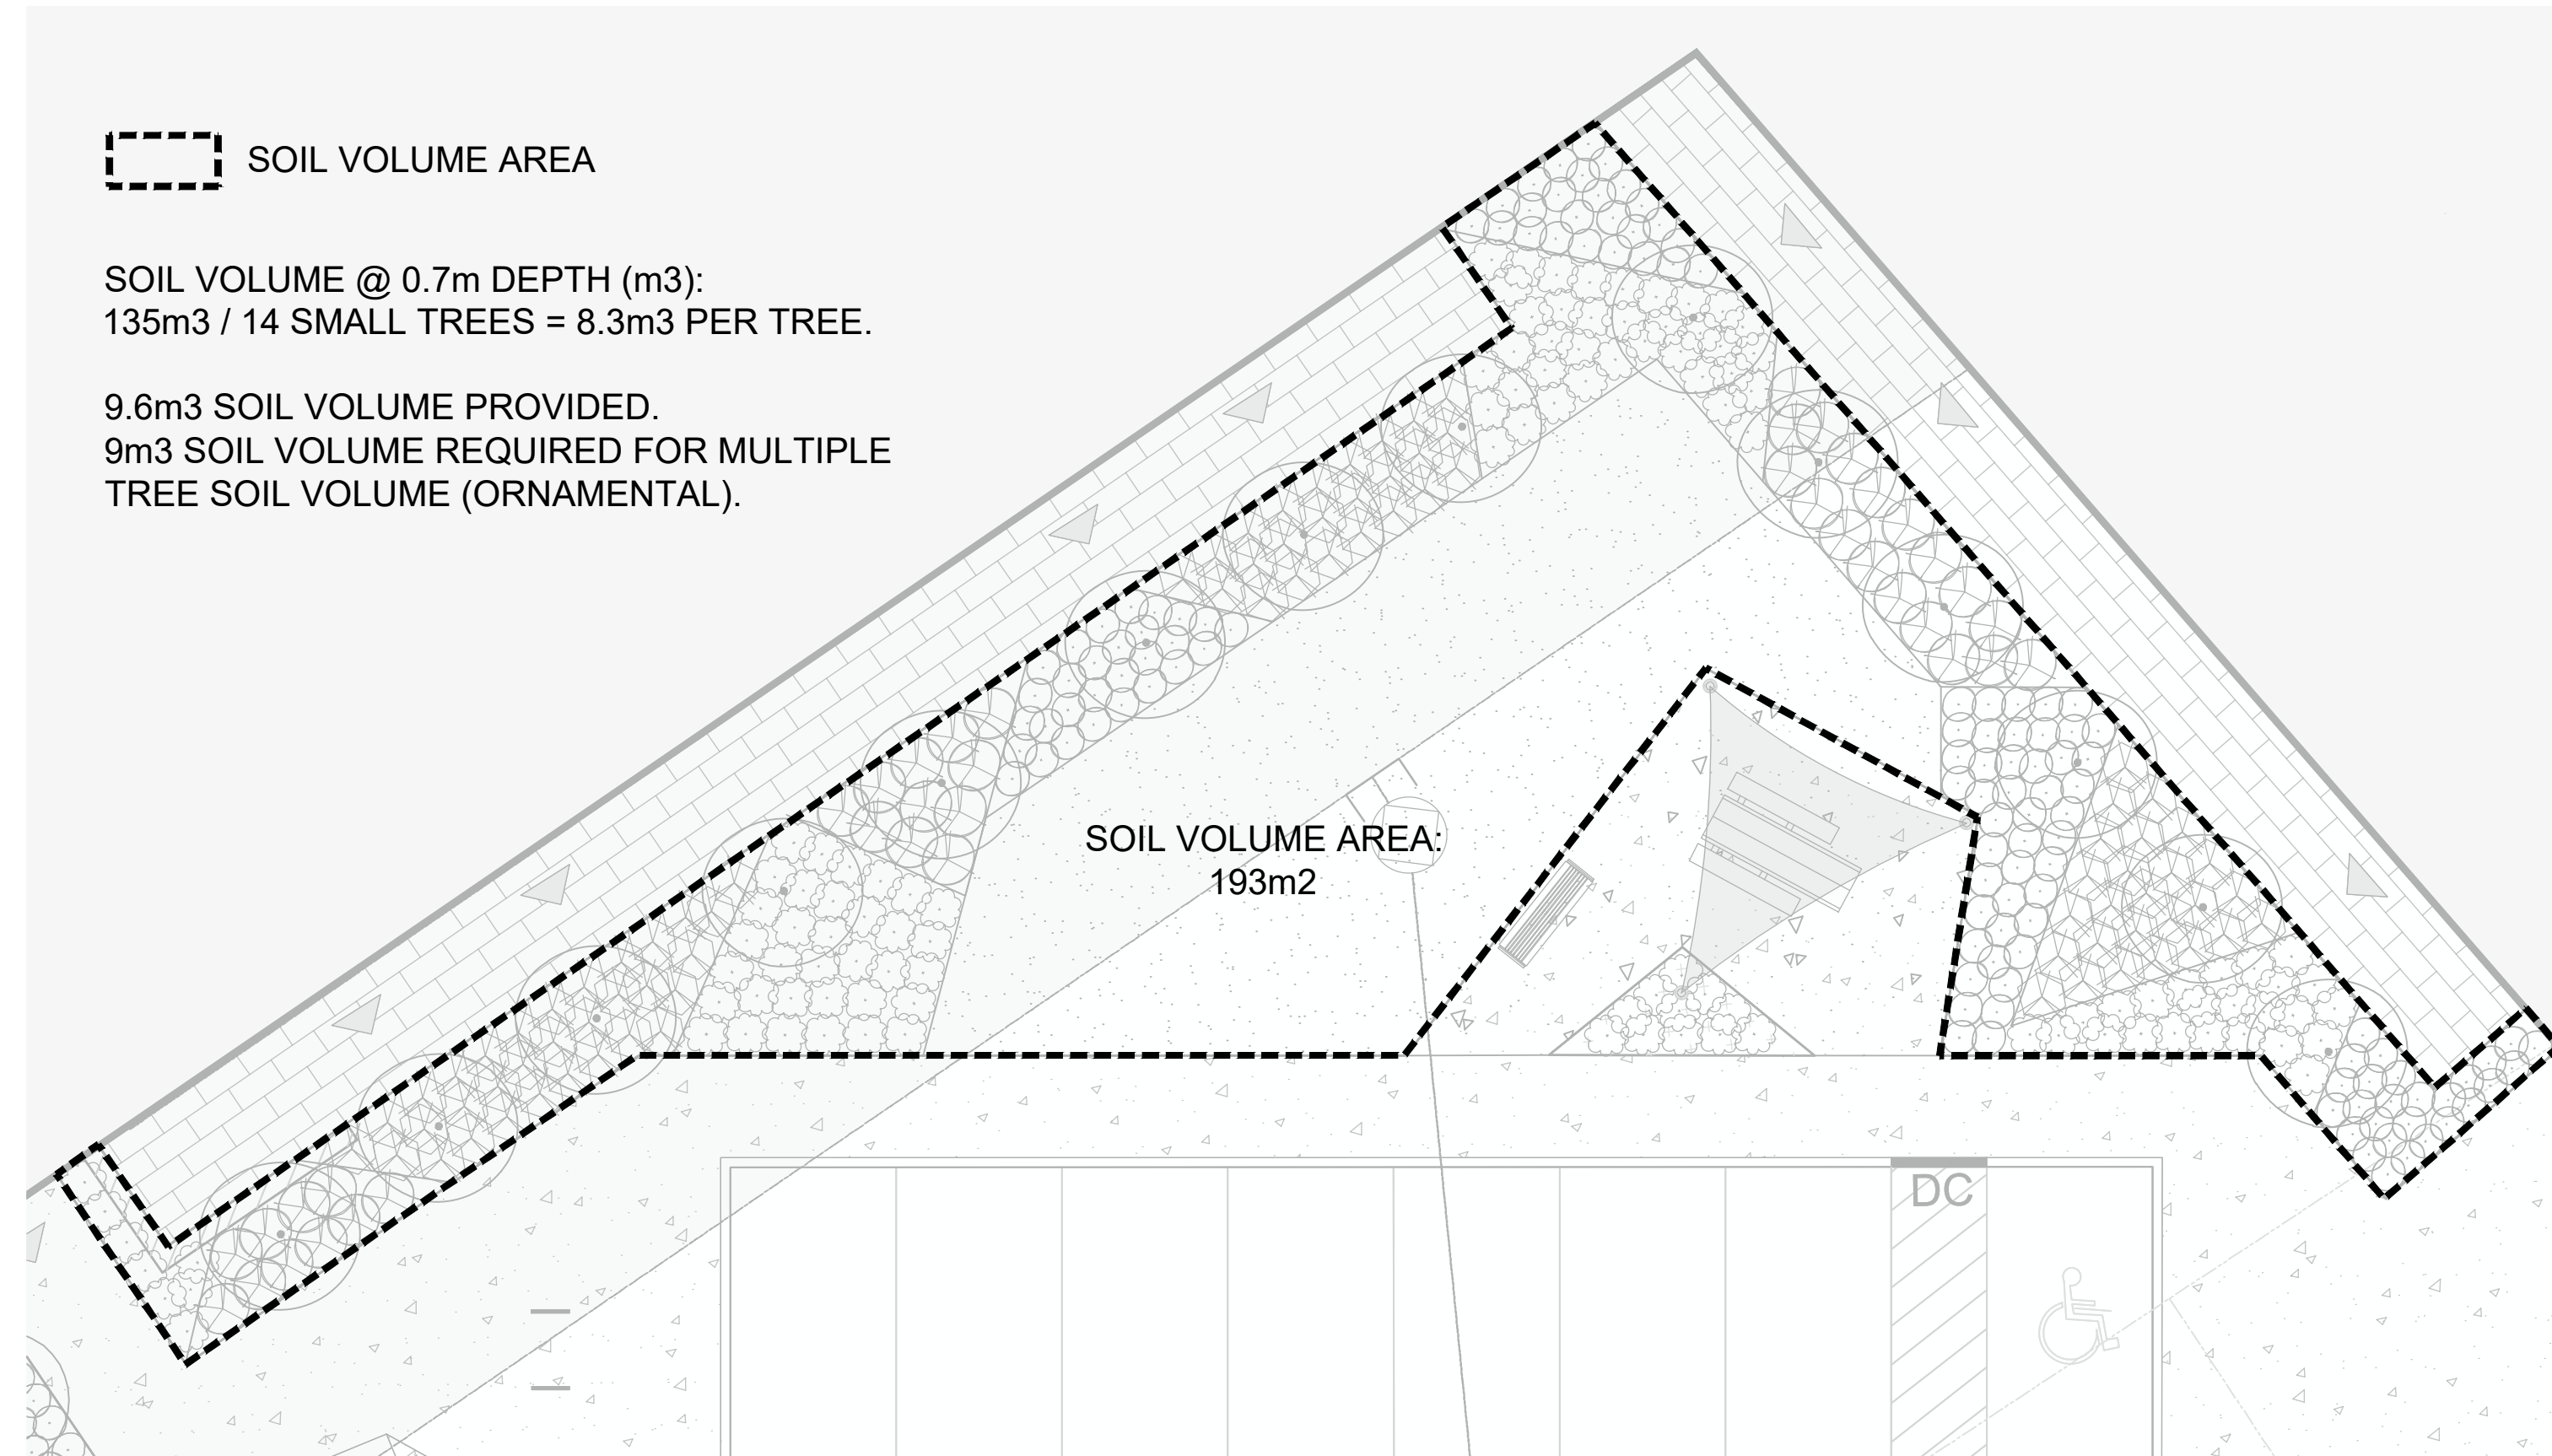 SOIL VOLUME AREA
SOIL VOLUME @ 0.7m DEPTH (m3):
135m3 / 14 SMALL TREES = 8.3m3 PER TREE.
9.6m3 SOIL VOLUME PROVIDED.
9m3 SOIL VOLUME REQUIRED FOR MULTIPLE
TREE SOIL VOLUME (ORNAMENTAL).
SOIL VOLUME AREA:
193m2
DC